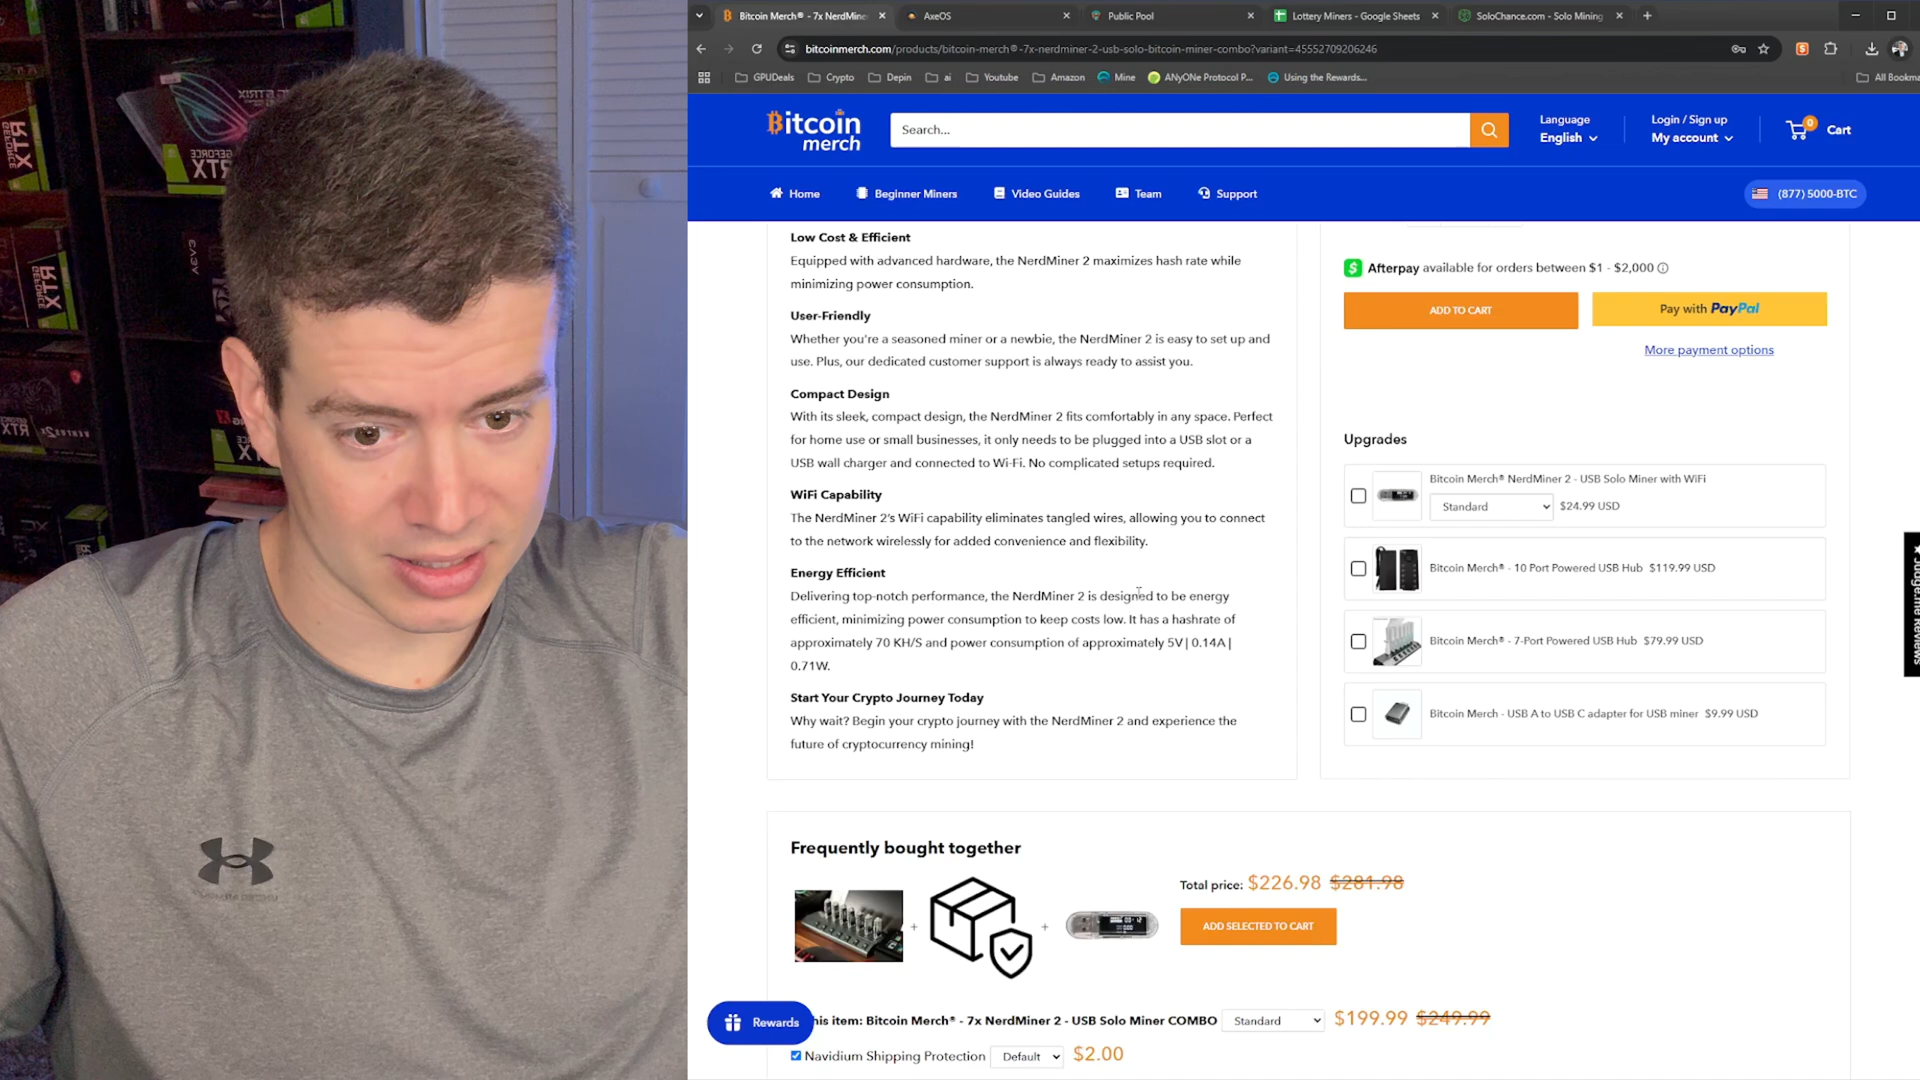 Bitcoin Merch® - 7x NerdMine
AxeOS
Public Pool
Lottery Miners - Google Sheets
SoloChance.com - Solo Mining
bitcoinmerch.com/products/bitcoin-merch®-7x-nerdminer-2-usb-solo-bitcoin-miner-combo?variant=45552709206246
GPUDeals
Crypto
Depin
ai
Youtube
Amazon
Mine
ANyONe Protocol P...
Using the Rewards...
All Bookma
Bitcoin merch
Search...
Language
English
Login / Sign up
My account
0
Cart
Home
Beginner Miners
Video Guides
Team
Support
(877) 5000-BTC
Low Cost & Efficient
Equipped with advanced hardware, the NerdMiner 2 maximizes hash rate while
minimizing power consumption.
User-Friendly
Whether you're a seasoned miner or a newbie, the NerdMiner 2 is easy to set up and
use. Plus, our dedicated customer support is always ready to assist you.
Compact Design
With its sleek, compact design, the NerdMiner 2 fits comfortably in any space. Perfect
for home use or small businesses, it only needs to be plugged into a USB slot or a
USB wall charger and connected to Wi-Fi. No complicated setups required.
WiFi Capability
The NerdMiner 2's WiFi capability eliminates tangled wires, allowing you to connect
to the network wirelessly for added convenience and flexibility.
Energy Efficient
Delivering top-notch performance, the NerdMiner 2 is designed to be energy
efficient, minimizing power consumption to keep costs low. It has a hashrate of
approximately 70 KH/S and power consumption of approximately 5V | 0.14A |
0.71W.
Start Your Crypto Journey Today
Why wait? Begin your crypto journey with the NerdMiner 2 and experience the
future of cryptocurrency mining!
Afterpay available for orders between $1 - $2,000
ADD TO CART
Pay with PayPal
More payment options
Upgrades
Bitcoin Merch® NerdMiner 2 - USB Solo Miner with WiFi
Standard
$24.99 USD
Bitcoin Merch® - 10 Port Powered USB Hub $119.99 USD
Bitcoin Merch® - 7-Port Powered USB Hub $79.99 USD
Bitcoin Merch - USB A to USB C adapter for USB miner $9.99 USD
Judge.me Reviews
Frequently bought together
Total price: $226.98 $281.98
ADD SELECTED TO CART
Rewards
his item: Bitcoin Merch® - 7x NerdMiner 2 - USB Solo Miner COMBO
Standard
$199.99 $249.99
Navidium Shipping Protection
Default
$2.00
GEFORCE
RTX
RTX
RTX
EVGA